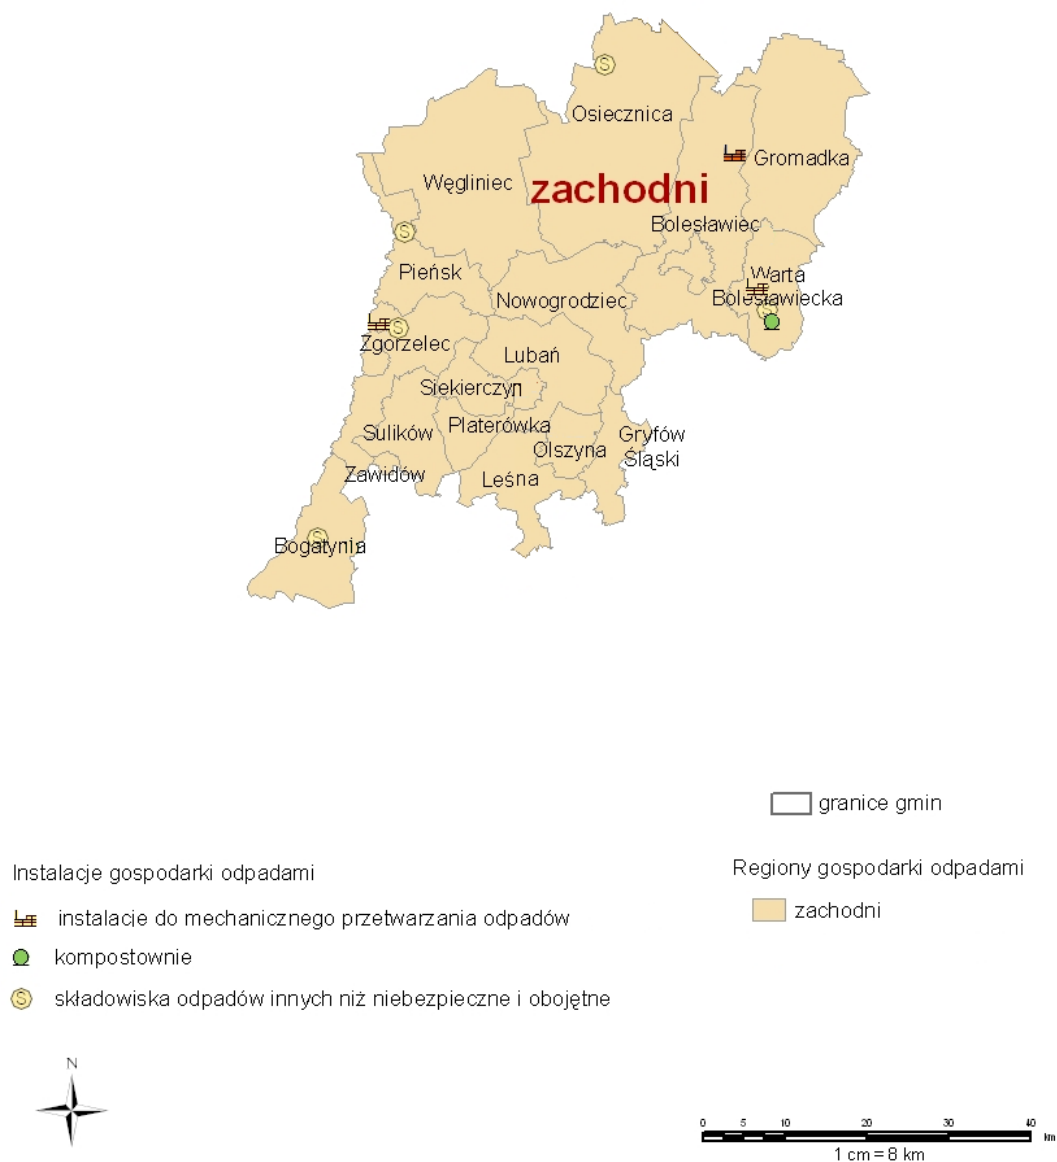 S
Osiecznica
Gromadka
Węgliniec
zachodni
Bolesławiec
S
Pieńsk
Warta
Nowogrodziec
Bolesławiecka
S
S
Zgorzelec
Lubań
Siekierczyn
Platerówka
Sulików
Gryfów
Olszyna
Śląski
Zawidów
Leśna
S
Bogatynia
granice gmin
Instalacje gospodarki odpadami
Regiony gospodarki odpadami
instalacje do mechanicznego przetwarzania odpadów
zachodni
kompostownie
S
składowiska odpadów innych niż niebezpieczne i obojętne
N
0 5 10 20 30 40
km
1 cm = 8 km